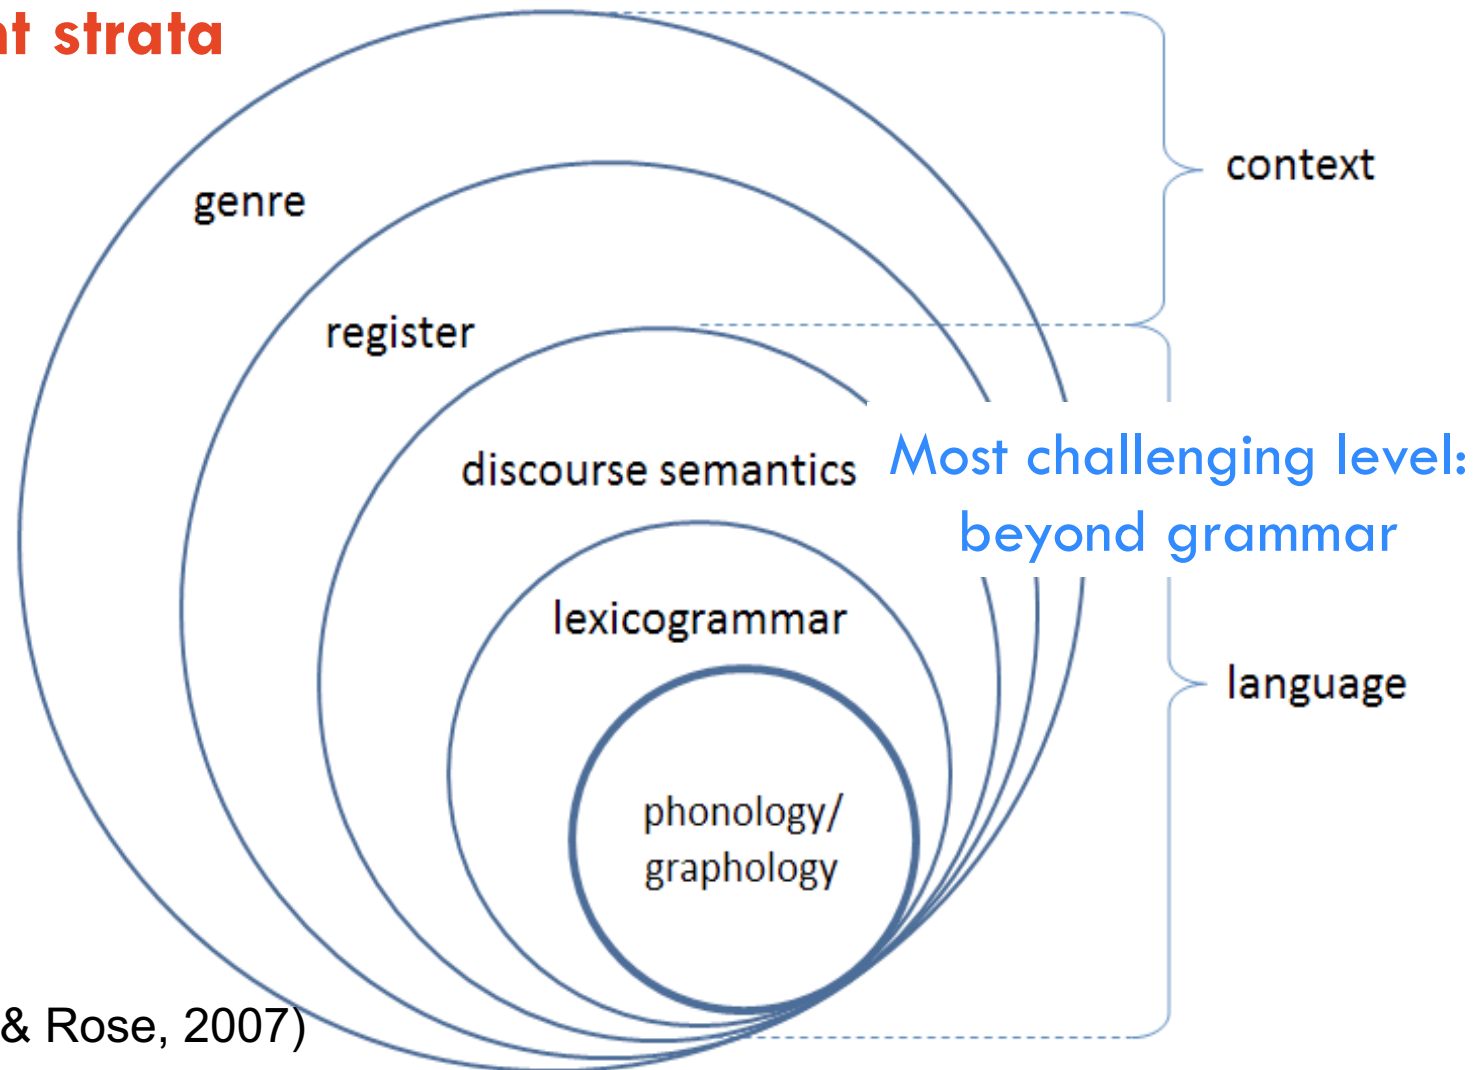 nt strata
context
genre
register
discourse semantics
Most challenging level:
beyond grammar
lexicogrammar
language
phonology/
graphology
& Rose, 2007)